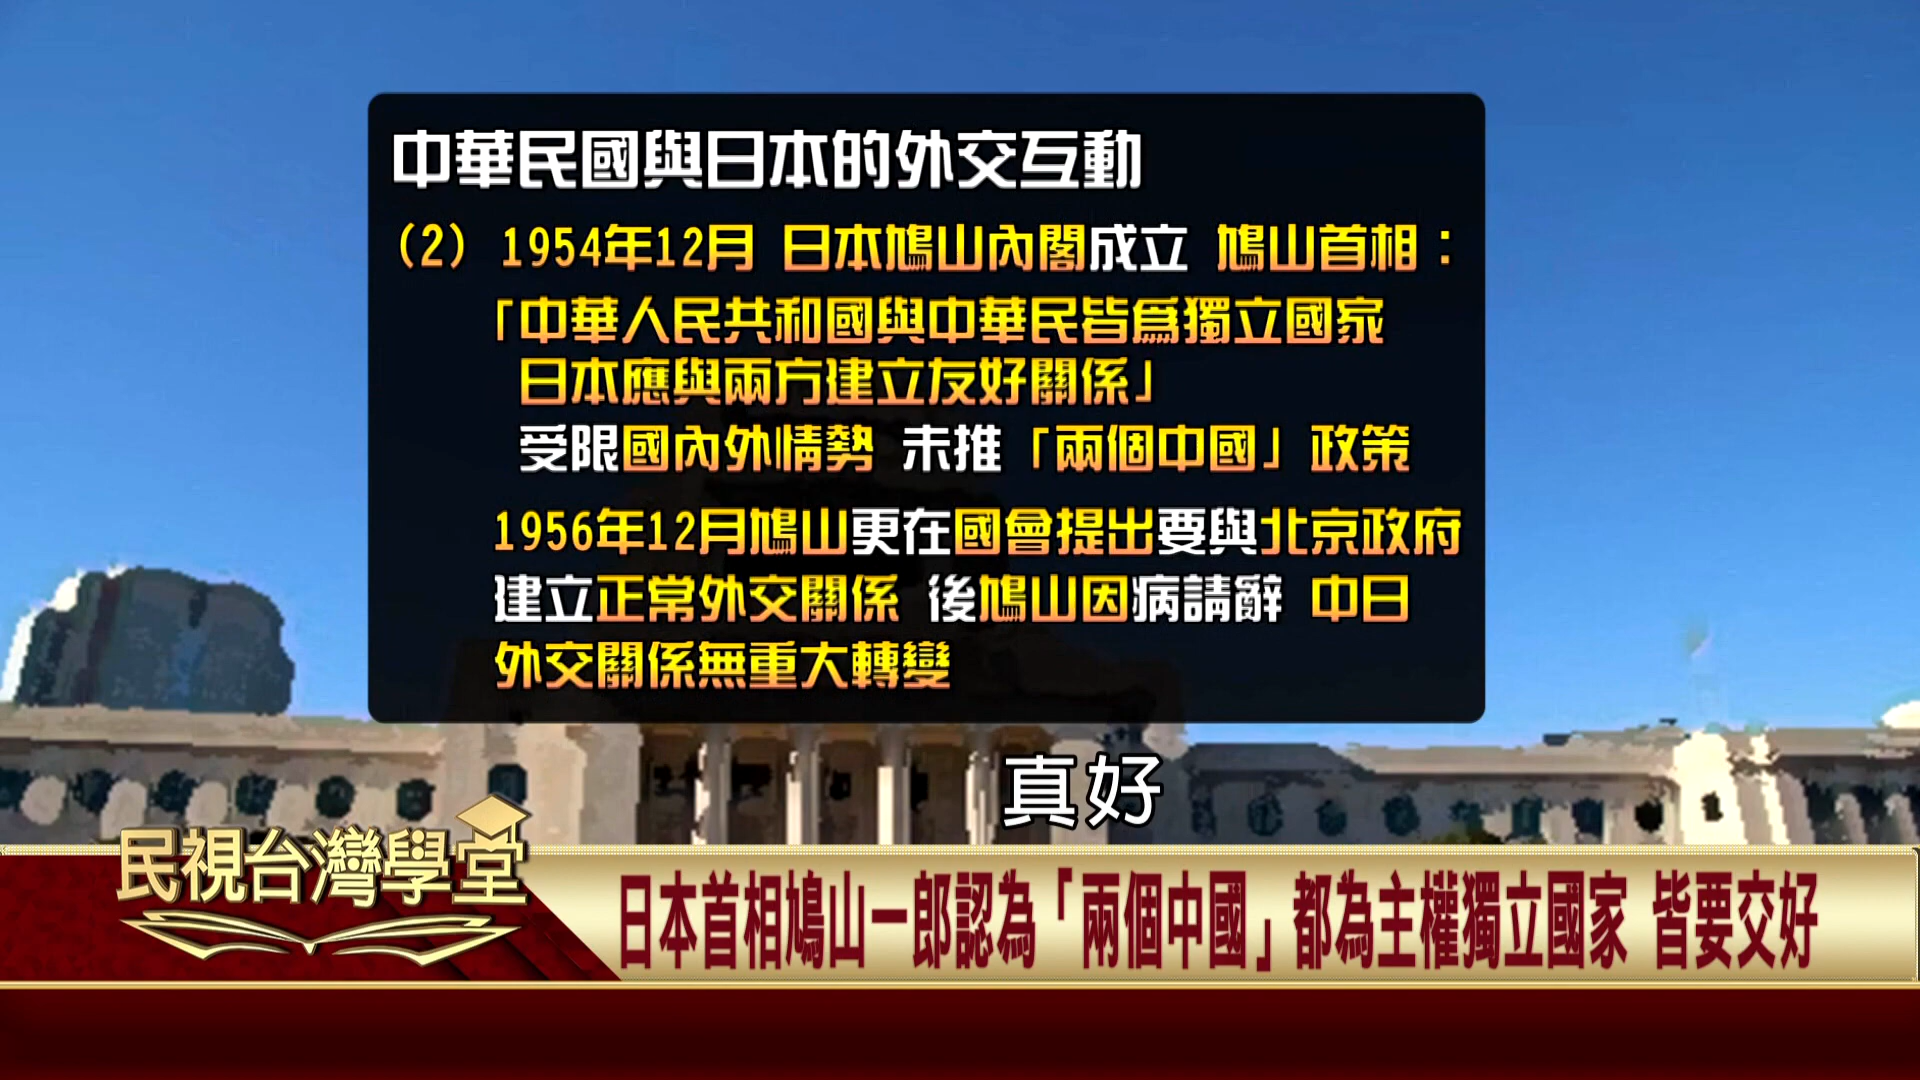 中華民國與日本的外交互動
(2) 1954年12月 日本鳩山內閣成立 鳩山首相：
「中華人民共和國與中華民皆為獨立國家
日本應與兩方建立友好關係」
受限國內外情勢 未推「兩個中國」政策
1956年12月鳩山更在國會提出要與北京政府
建立正常外交關係 後鳩山因病請辭 中日
外交關係無重大轉變
真好
民視台灣學堂
日本首相鳩山一郎認為「兩個中國」都為主權獨立國家 皆要交好